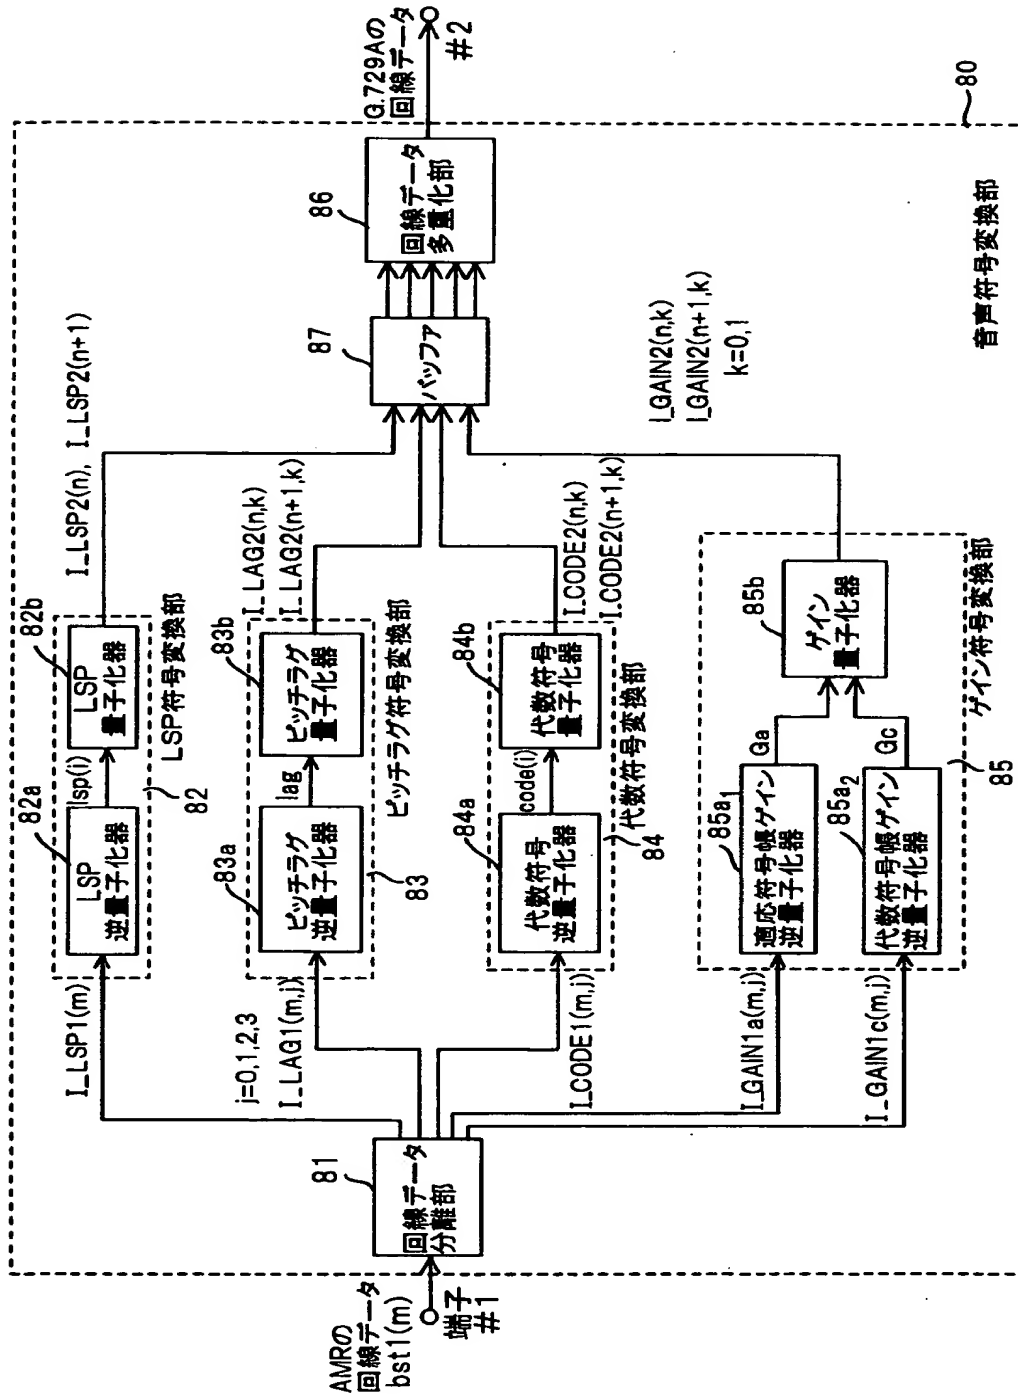 AMRの
回線データ
bst1(m)
端子
#1
81
回線データ
分離部
I_LSP1(m)
j=0,1,2,3
I_LAG1(m,j)
I_CODE1(m,j)
I_GAIN1a(m,j)
I_GAIN1c(m,j)
82a
LSP
逆量子化器
lsp(i)
82b
LSP
量子化器
82
LSP符号変換部
I_LSP2(n), I_LSP2(n+1)
83a
ピッチラグ
逆量子化器
lag
83b
ピッチラグ
量子化器
83
ピッチラグ符号変換部
I_LAG2(n,k)
I_LAG2(n+1,k)
84a
代数符号
逆量子化器
code(i)
84b
代数符号
量子化器
84
代数符号変換部
I_CODE2(n,k)
I_CODE2(n+1,k)
85a1
適応符号帳ゲイン
逆量子化器
Ga
85a2
代数符号帳ゲイン
逆量子化器
Gc
85b
ゲイン
量子化器
85
ゲイン符号変換部
I_GAIN2(n,k)
I_GAIN2(n+1,k)
k=0,1
87
バッファ
86
回線データ
多重化部
G.729Aの
回線データ
#2
音声符号変換部
80